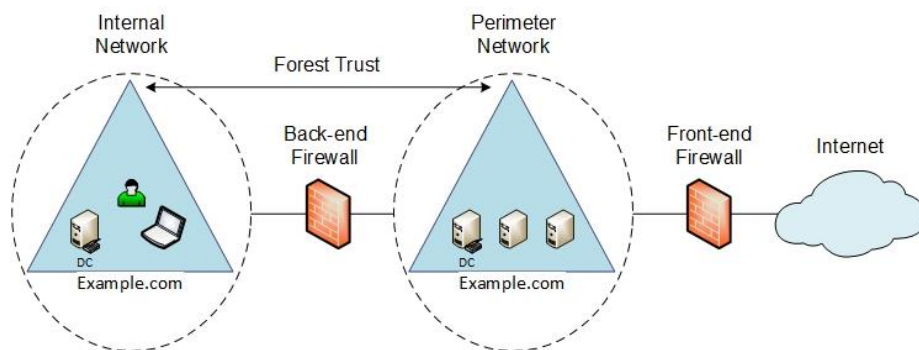 Internal
Network
Perimeter
Network
Forest Trust
Back-end
Firewall
Front-end
Firewall
Internet
DC
Example.com
DC
Example.com